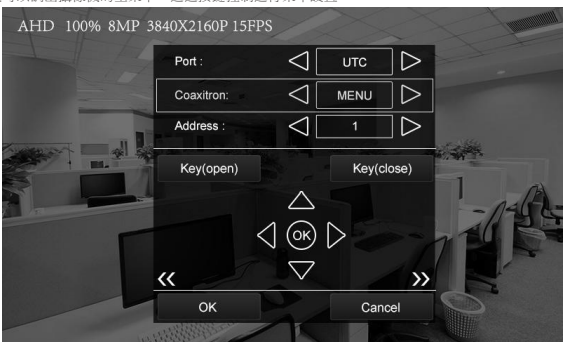 AHD 100% 8MP 3840X2160P 15FPS
Port : UTC
Coaxitron: MENU
Address : 1
Key(open) Key(close)
OK
OK Cancel